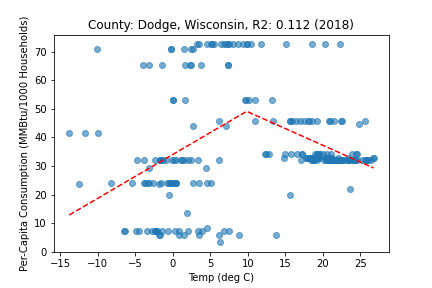 County: Dodge, Wisconsin, R2: 0.112 (2018)
Per-Capita Consumption (MMBtu/1000 Households)
70
60
50
40
30
20
10
0
−15 −10 −5 0 5 10 15 20 25
Temp (deg C)